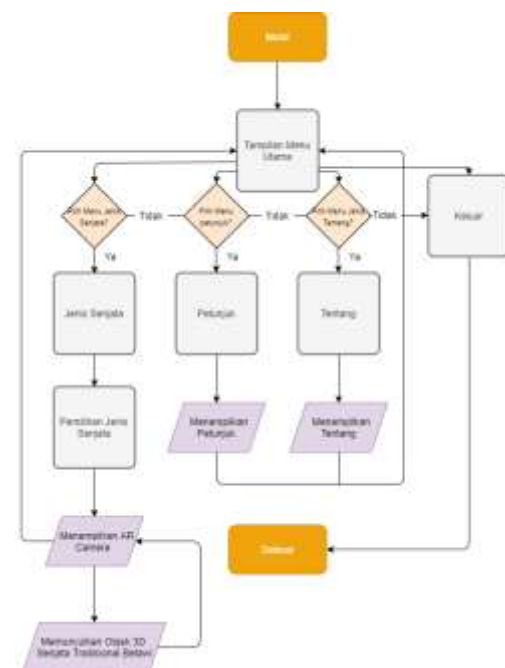 Mulai
Tampilan Menu
Utama
Pilih Menu Jenis
Senjata?
Tidak
Pilih Menu
petunjuk?
Tidak
Pilih Menu Jenis
Tentang?
Tidak
Keluar
Ya
Ya
Ya
Jenis Senjata
Petunjuk
Tentang
Pemilihan Jenis
Senjata
Menampilkan
Petunjuk
Menampilkan
Tentang
Menampilkan AR
Camera
Selesai
Memunculkan Objek 3D
Senjata Tradisional Betawi